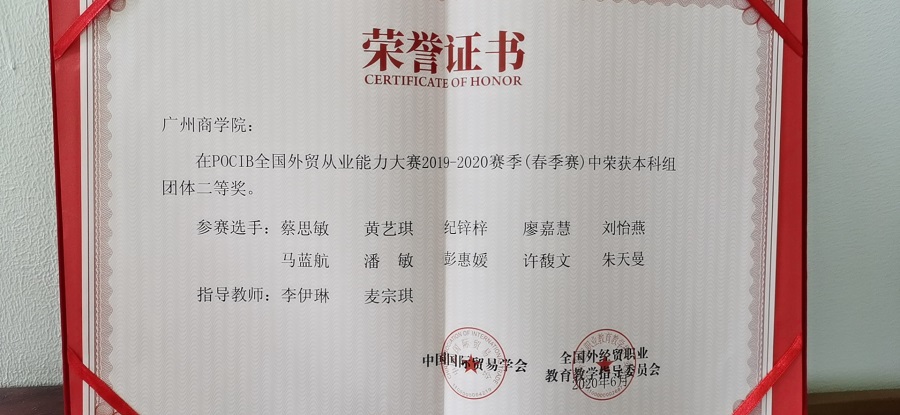 荣誉证书
CERTIFICATE OF HONOR
广州商学院：
在POCIB全国外贸从业能力大赛2019-2020赛季(春季赛)中荣获本科组
团体二等奖。
参赛选手：蔡思敏 黄艺琪 纪锌梓 廖嘉慧 刘怡燕
马蓝航 潘 敏 彭惠媛 许馥文 朱天曼
指导教师：李伊琳 麦宗琪
中国国际贸易学会
全国外经贸职业
教育教学指导委员会
2020年6月